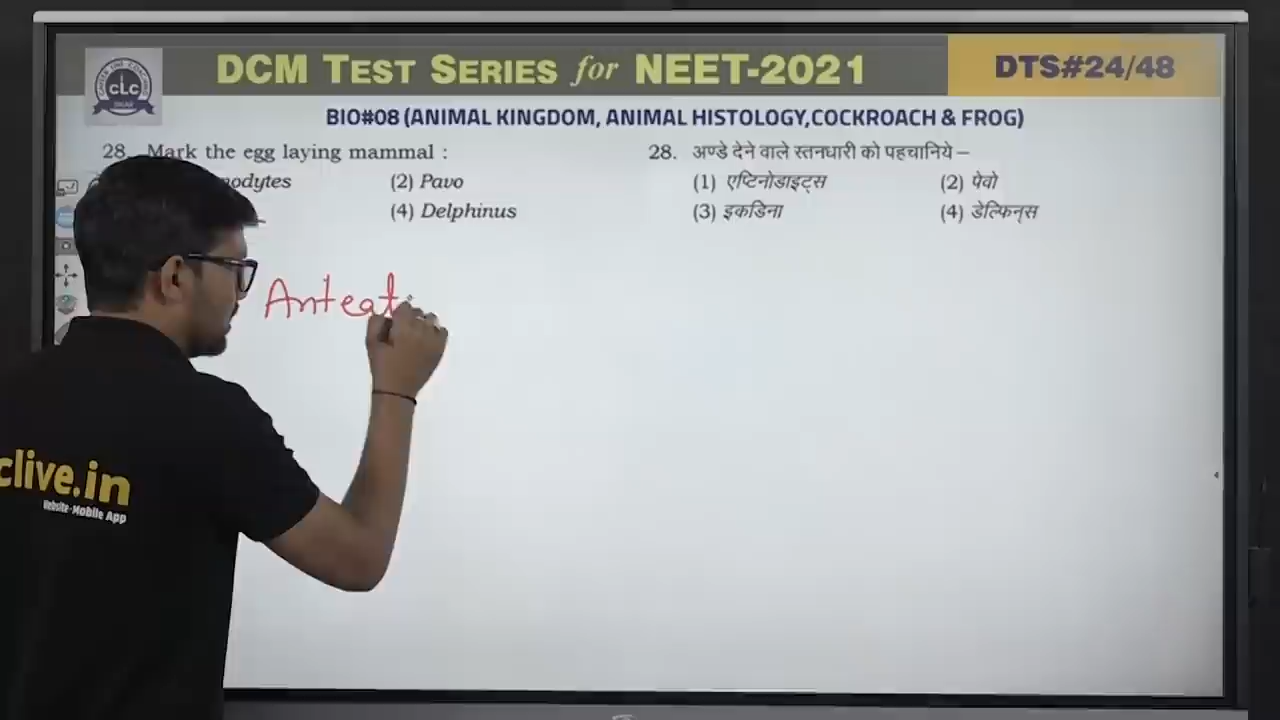 DCM TEST SERIES for NEET-2021
DTS#24/48
CLC
BIO#08 (ANIMAL KINGDOM, ANIMAL HISTOLOGY,COCKROACH & FROG)
28. Mark the egg laying mammal :
(2) Pavo
(4) Delphinus
28. अण्डे देने वाले स्तनधारी को पहचानिये –
(1) एप्टिनोडाइट्स (2) पेवो
(3) इकडिना (4) डेल्फिन्स
Anteat
clive.in
Website-Mobile App